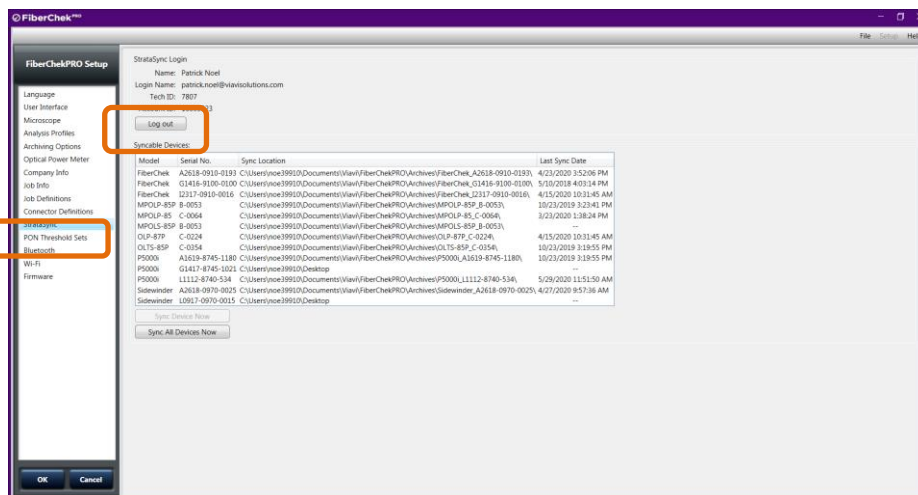 FiberChek PRO
File Setup Hel
FiberChekPRO Setup
Language
User Interface
Microscope
Analysis Profiles
Archiving Options
Optical Power Meter
Company Info
Job Info
Job Definitions
Connector Definitions
StrataSync
PON Threshold Sets
Bluetooth
Wi-Fi
Firmware
OK Cancel
StrataSync Login
Name: Patrick Noel
Login Name: patrick.noel@viavisolutions.com
Tech ID: 7807
Log out
Syncable Devices:
Model Serial No. Sync Location Last Sync Date
FiberChek A2618-0910-0193 C:\Users\noe39910\Documents\Viavi\FiberChekPRO\Archives\FiberChek_A2618-0910-0193\ 4/23/2020 3:52:06 PM
FiberChek G1416-9100-0100 C:\Users\noe39910\Documents\Viavi\FiberChekPRO\Archives\FiberChek_G1416-9100-0100\ 5/10/2018 4:03:14 PM
FiberChek I2317-0910-0016 C:\Users\noe39910\Documents\Viavi\FiberChekPRO\Archives\FiberChek_I2317-0910-0016\ 4/15/2020 10:31:45 AM
MPOLP-85P B-0053 C:\Users\noe39910\Documents\Viavi\FiberChekPRO\Archives\MPOLP-85P_B-0053\ 10/23/2019 3:23:41 PM
MPOLP-85 C-0064 C:\Users\noe39910\Documents\Viavi\FiberChekPRO\Archives\MPOLP-85_C-0064\ 3/23/2020 1:38:24 PM
MPOLS-85P B-0053 C:\Users\noe39910\Documents\Viavi\FiberChekPRO\Archives\MPOLS-85P_B-0053\ --
OLP-87P C-0224 C:\Users\noe39910\Documents\Viavi\FiberChekPRO\Archives\OLP-87P_C-0224\ 4/15/2020 10:31:45 AM
OLTS-85P C-0354 C:\Users\noe39910\Documents\Viavi\FiberChekPRO\Archives\OLTS-85P_C-0354\ 10/23/2019 3:19:55 PM
P5000i A1619-8745-1180 C:\Users\noe39910\Documents\Viavi\FiberChekPRO\Archives\P5000i_A1619-8745-1180\ 10/23/2019 3:19:55 PM
P5000i G1417-8745-1021 C:\Users\noe39910\Desktop --
P5000i L1112-8740-534 C:\Users\noe39910\Documents\Viavi\FiberChekPRO\Archives\P5000i_L1112-8740-534\ 5/29/2020 11:51:50 AM
Sidewinder A2618-0970-0025 C:\Users\noe39910\Documents\Viavi\FiberChekPRO\Archives\Sidewinder_A2618-0970-0025\ 4/27/2020 9:57:36 AM
Sidewinder L0917-0970-0015 C:\Users\noe39910\Desktop --
Sync Device Now
Sync All Devices Now